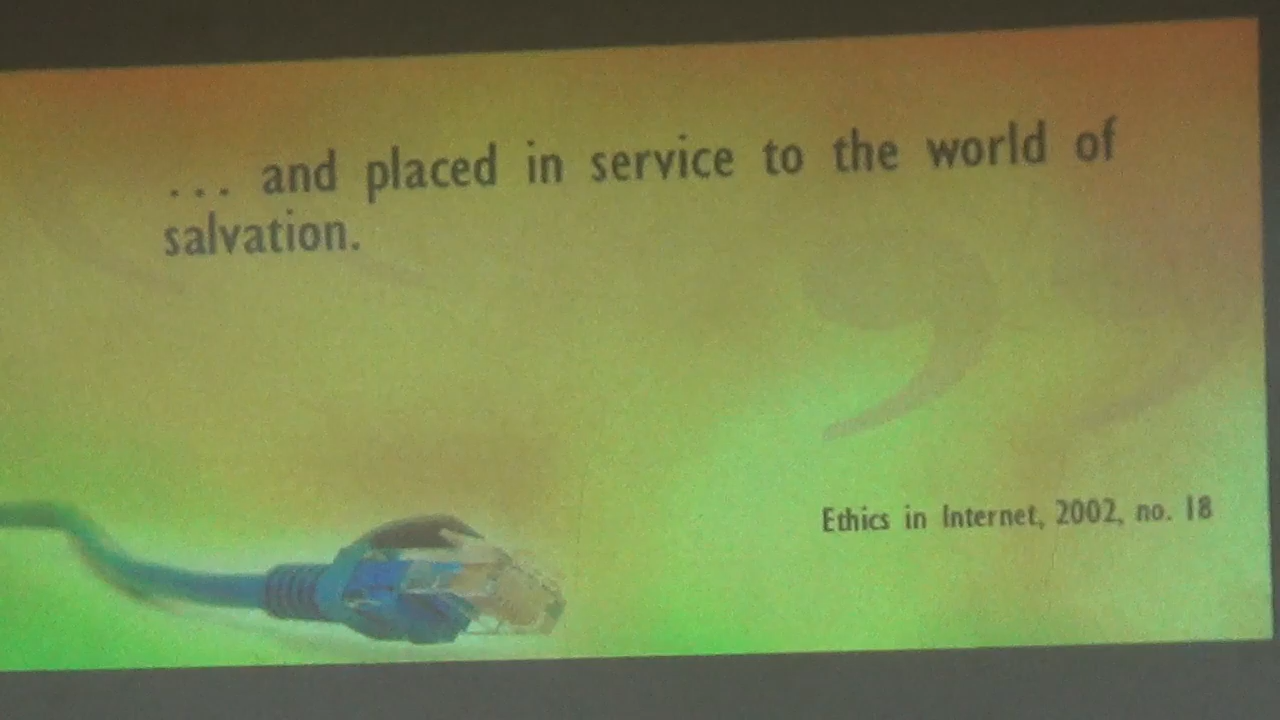 ... and placed in service to the world of
salvation.
Ethics in Internet, 2002, no. 18